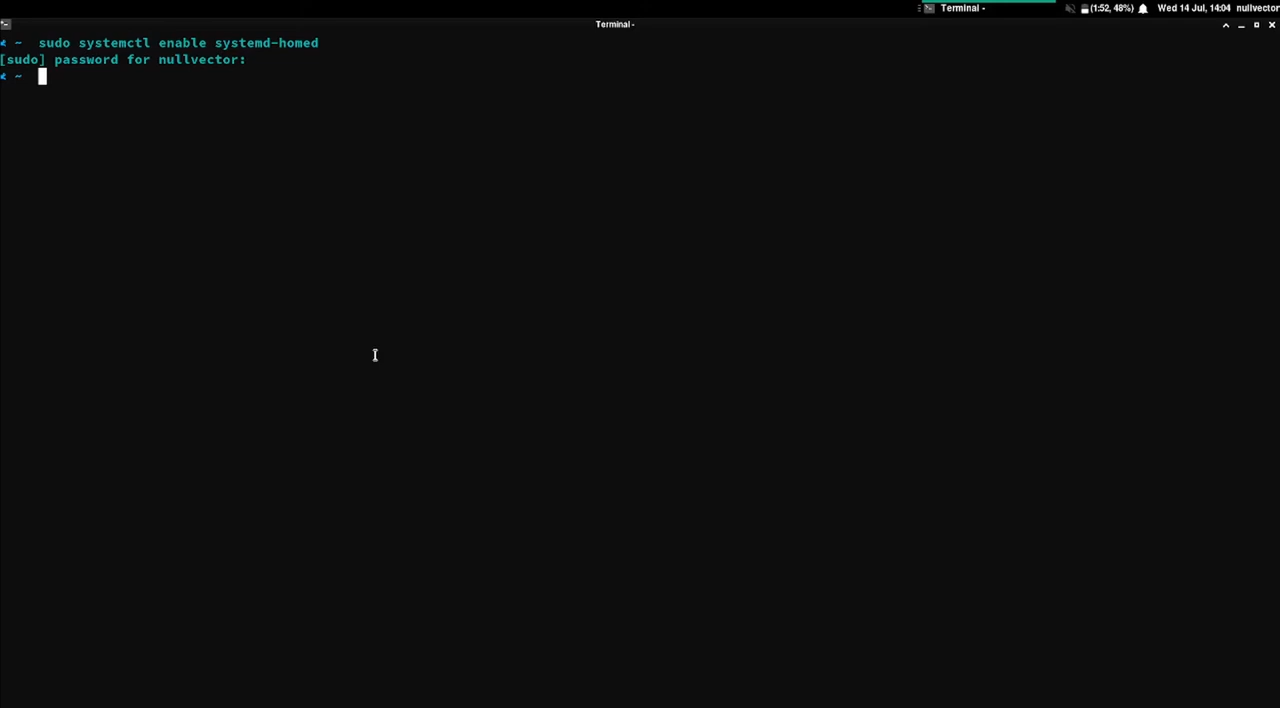 Terminal -
(1:52, 48%) Wed 14 Jul, 14:04 nullvector
Terminal -
~ sudo systemctl enable systemd-homed
[sudo] password for nullvector:
~